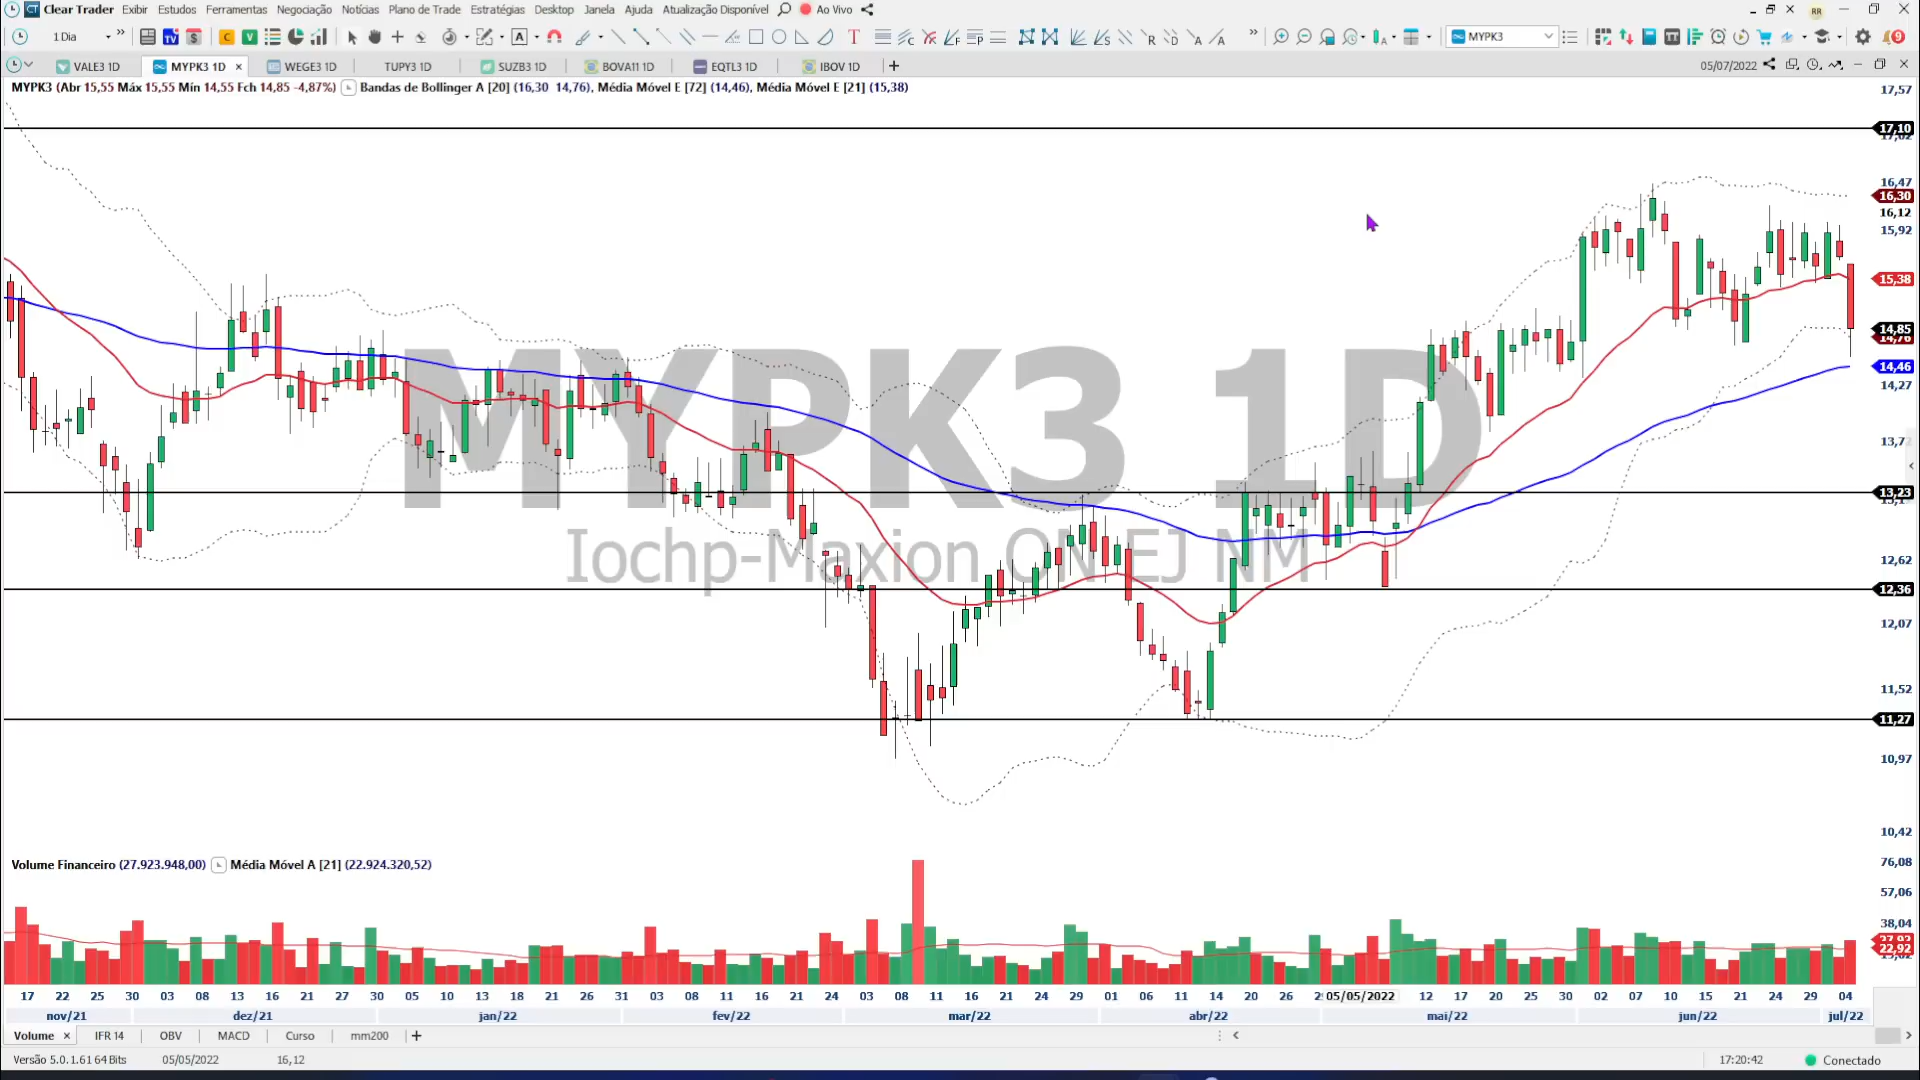 Clear Trader Exibir Estudos Ferramentas Negociação Notícias Plano de Trade Estratégias Desktop Janela Ajuda Atualização Disponível Ao Vivo RR
1 Dia MYPK3 9
VALE3 1D MYPK3 1D WEGE3 1D TUPY3 1D SUZB3 1D BOVA11 1D EQTL3 1D IBOV 1D 05/07/2022
MYPK3 (Abr 15,55 Máx 15,55 Mín 14,55 Fch 14,85 -4,87%) Bandas de Bollinger A [20] (16,30 14,76), Média Móvel E [72] (14,46), Média Móvel E [21] (15,38)
17,57
17,10
17,02
16,47
16,30
16,12
15,92
15,38
14,85
14,76
14,46
14,27
13,23
12,62
12,36
12,07
11,52
11,27
10,97
10,42
MYPK3 1D
Iochp-Maxion ON EJ NM
Volume Financeiro (27.923.948,00) Média Móvel A [21] (22.924.320,52)
76,08
57,06
38,04
22,92
17 22 25 30 03 08 13 16 21 27 30 05 10 13 18 21 26 31 03 08 11 16 21 24 03 08 11 16 21 24 29 01 06 11 14 20 26 05/05/2022 12 17 20 25 30 02 07 10 15 21 24 29 04
nov/21 dez/21 jan/22 fev/22 mar/22 abr/22 mai/22 jun/22 jul/22
Volume IFR 14 OBV MACD Curso mm200
Versão 5.0.1.61 64 Bits 05/05/2022 16,12 17:20:42 Conectado